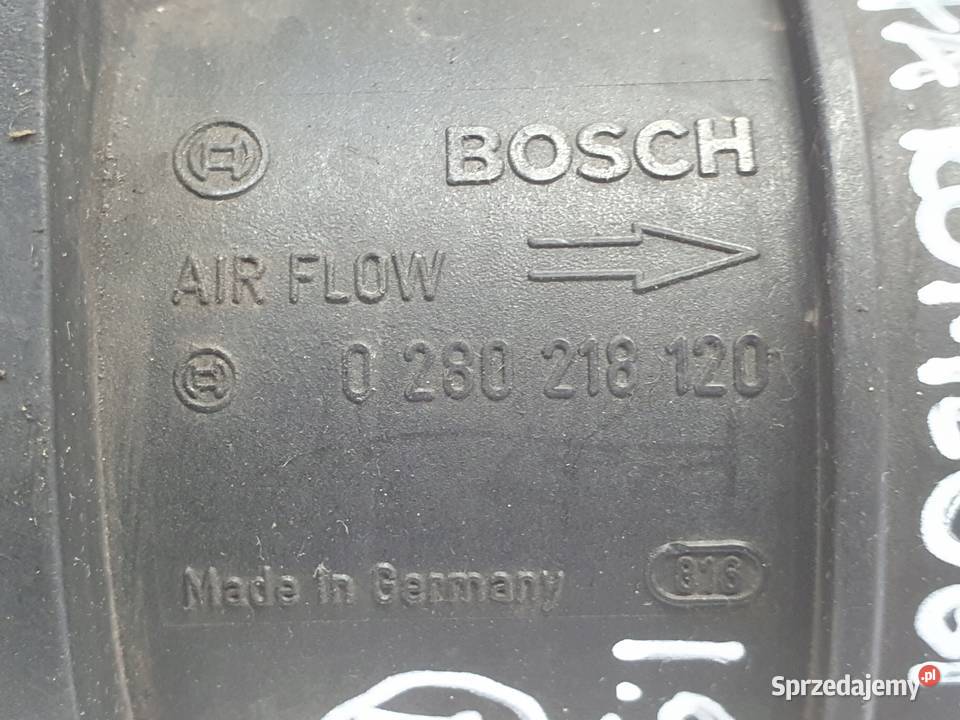 BOSCH
AIR FLOW
0 280 218 120
Made in Germany
816
Sprzedajemy.pl